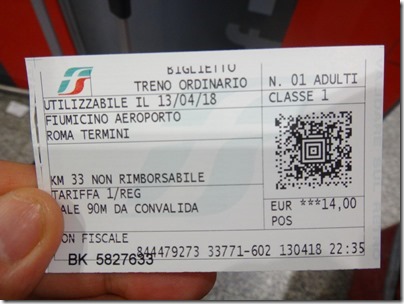 BIGLIETTO
TRENO ORDINARIO
N. 01 ADULTI
UTILIZZABILE IL 13/04/18
CLASSE 1
FIUMICINO AEROPORTO
ROMA TERMINI
KM 33 NON RIMBORSABILE
TARIFFA 1/REG
90M DA CONVALIDA
EUR ***14,00
POS
FISCALE
844479273 33771-602 130418 22:35
BK 5827633